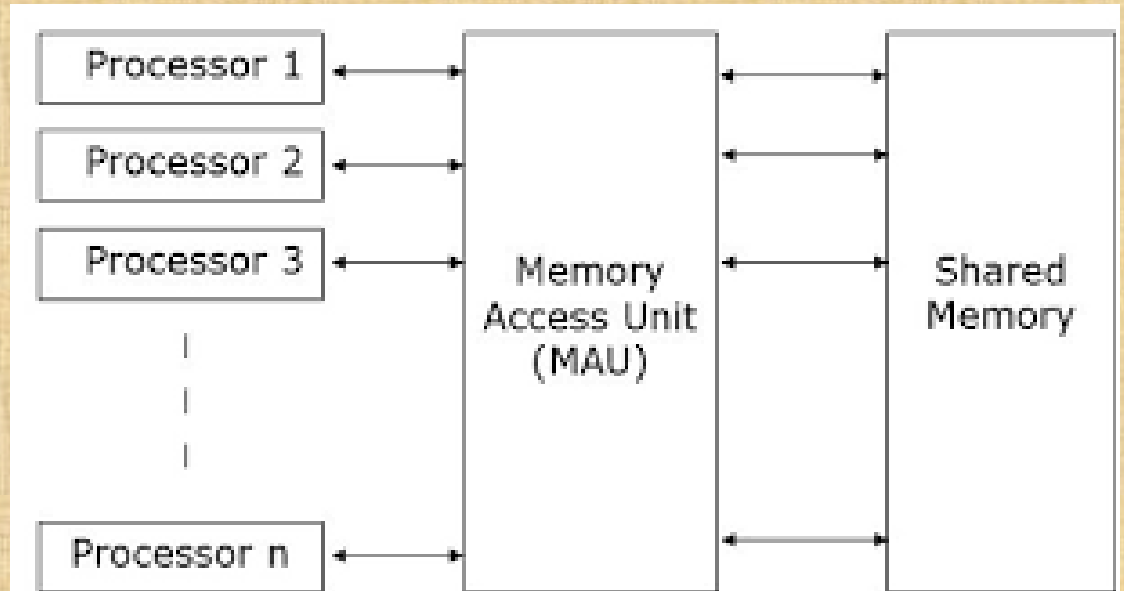 Processor 1
Processor 2
Processor 3
Processor n
Memory
Access Unit
(MAU)
Shared
Memory